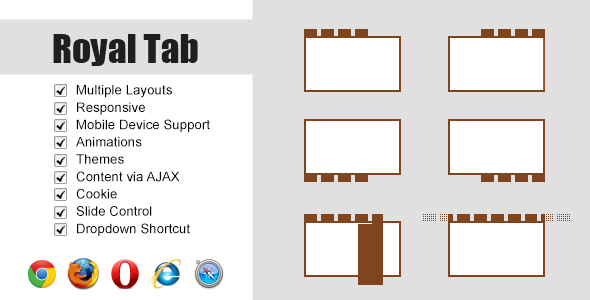 Royal Tab
Multiple Layouts
Responsive
Mobile Device Support
Animations
Themes
Content via AJAX
Cookie
Slide Control
Dropdown Shortcut